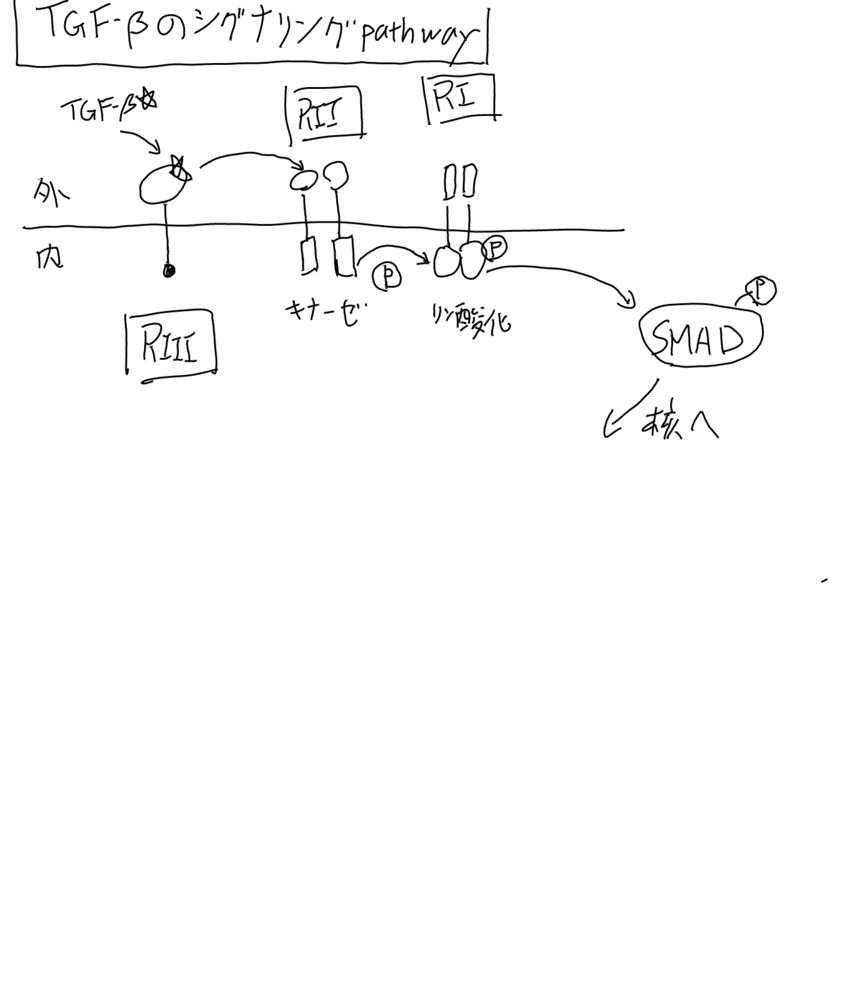 TGF-βのシグナリングpathway
TGF-β☆
RII
RI
外
内
P
P
キナーゼ
リン酸化
P
SMAD
RIII
核へ